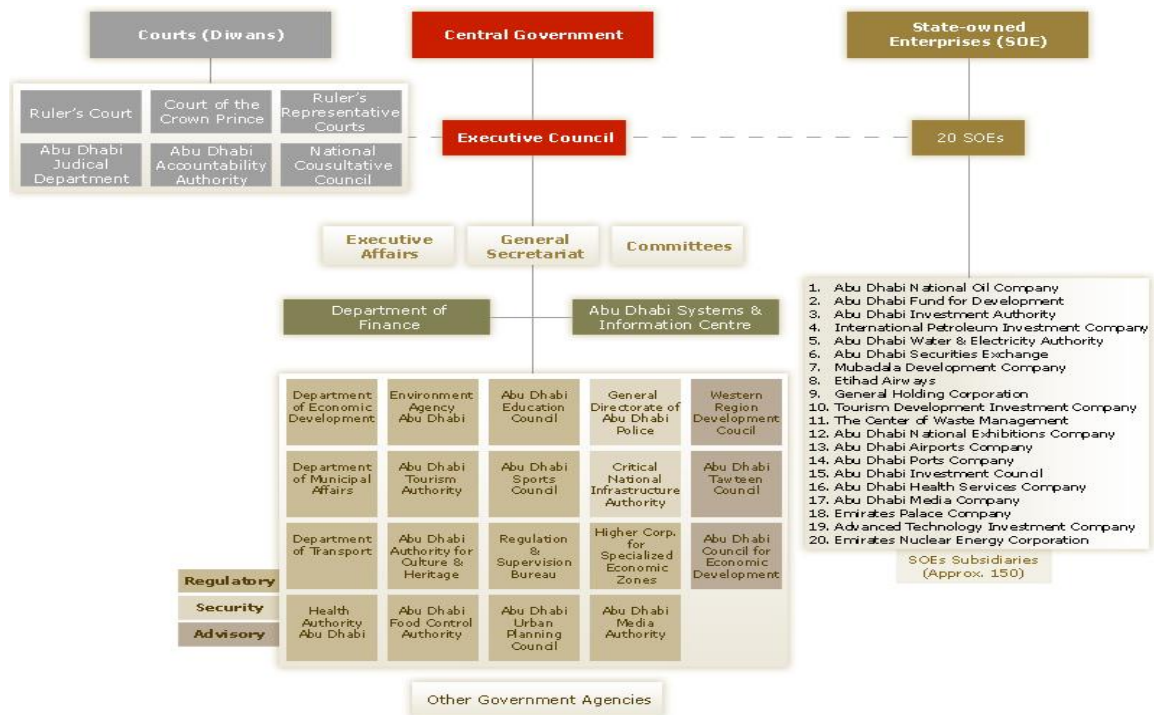 Courts (Diwans)
Central Government
State-owned
Enterprises (SOE)
Ruler's Court
Court of the
Crown Prince
Ruler's
Representative
Courts
Abu Dhabi
Judical
Department
Abu Dhabi
Accountability
Authority
National
Cousultative
Council
Executive Council
20 SOEs
Executive
Affairs
General
Secretariat
Committees
Department of
Finance
Abu Dhabi Systems &
Information Centre
Department
of Economic
Development
Environment
Agency
Abu Dhabi
Abu Dhabi
Education
Council
General
Directorate of
Abu Dhabi
Police
Western
Region
Development
Coucil
Department
of Municipal
Affairs
Abu Dhabi
Tourism
Authority
Abu Dhabi
Sports
Council
Critical
National
Infrastructure
Authority
Abu Dhabi
Tawteen
Council
Department
of Transport
Abu Dhabi
Authority for
Culture &
Heritage
Regulation
&
Supervision
Bureau
Higher Corp.
for
Specialized
Economic
Zones
Abu Dhabi
Council for
Economic
Development
Health
Authority
Abu Dhabi
Abu Dhabi
Food Control
Authority
Abu Dhabi
Urban
Planning
Council
Abu Dhabi
Media
Authority
Regulatory
Security
Advisory
Other Government Agencies
1. Abu Dhabi National Oil Company
2. Abu Dhabi Fund for Development
3. Abu Dhabi Investment Authority
4. International Petroleum Investment Company
5. Abu Dhabi Water & Electricity Authority
6. Abu Dhabi Securities Exchange
7. Mubadala Development Company
8. Etihad Airways
9. General Holding Corporation
10. Tourism Development Investment Company
11. The Center of Waste Management
12. Abu Dhabi National Exhibitions Company
13. Abu Dhabi Airports Company
14. Abu Dhabi Ports Company
15. Abu Dhabi Investment Council
16. Abu Dhabi Health Services Company
17. Abu Dhabi Media Company
18. Emirates Palace Company
19. Advanced Technology Investment Company
20. Emirates Nuclear Energy Corporation
SOEs Subsidiaries
(Approx. 150)